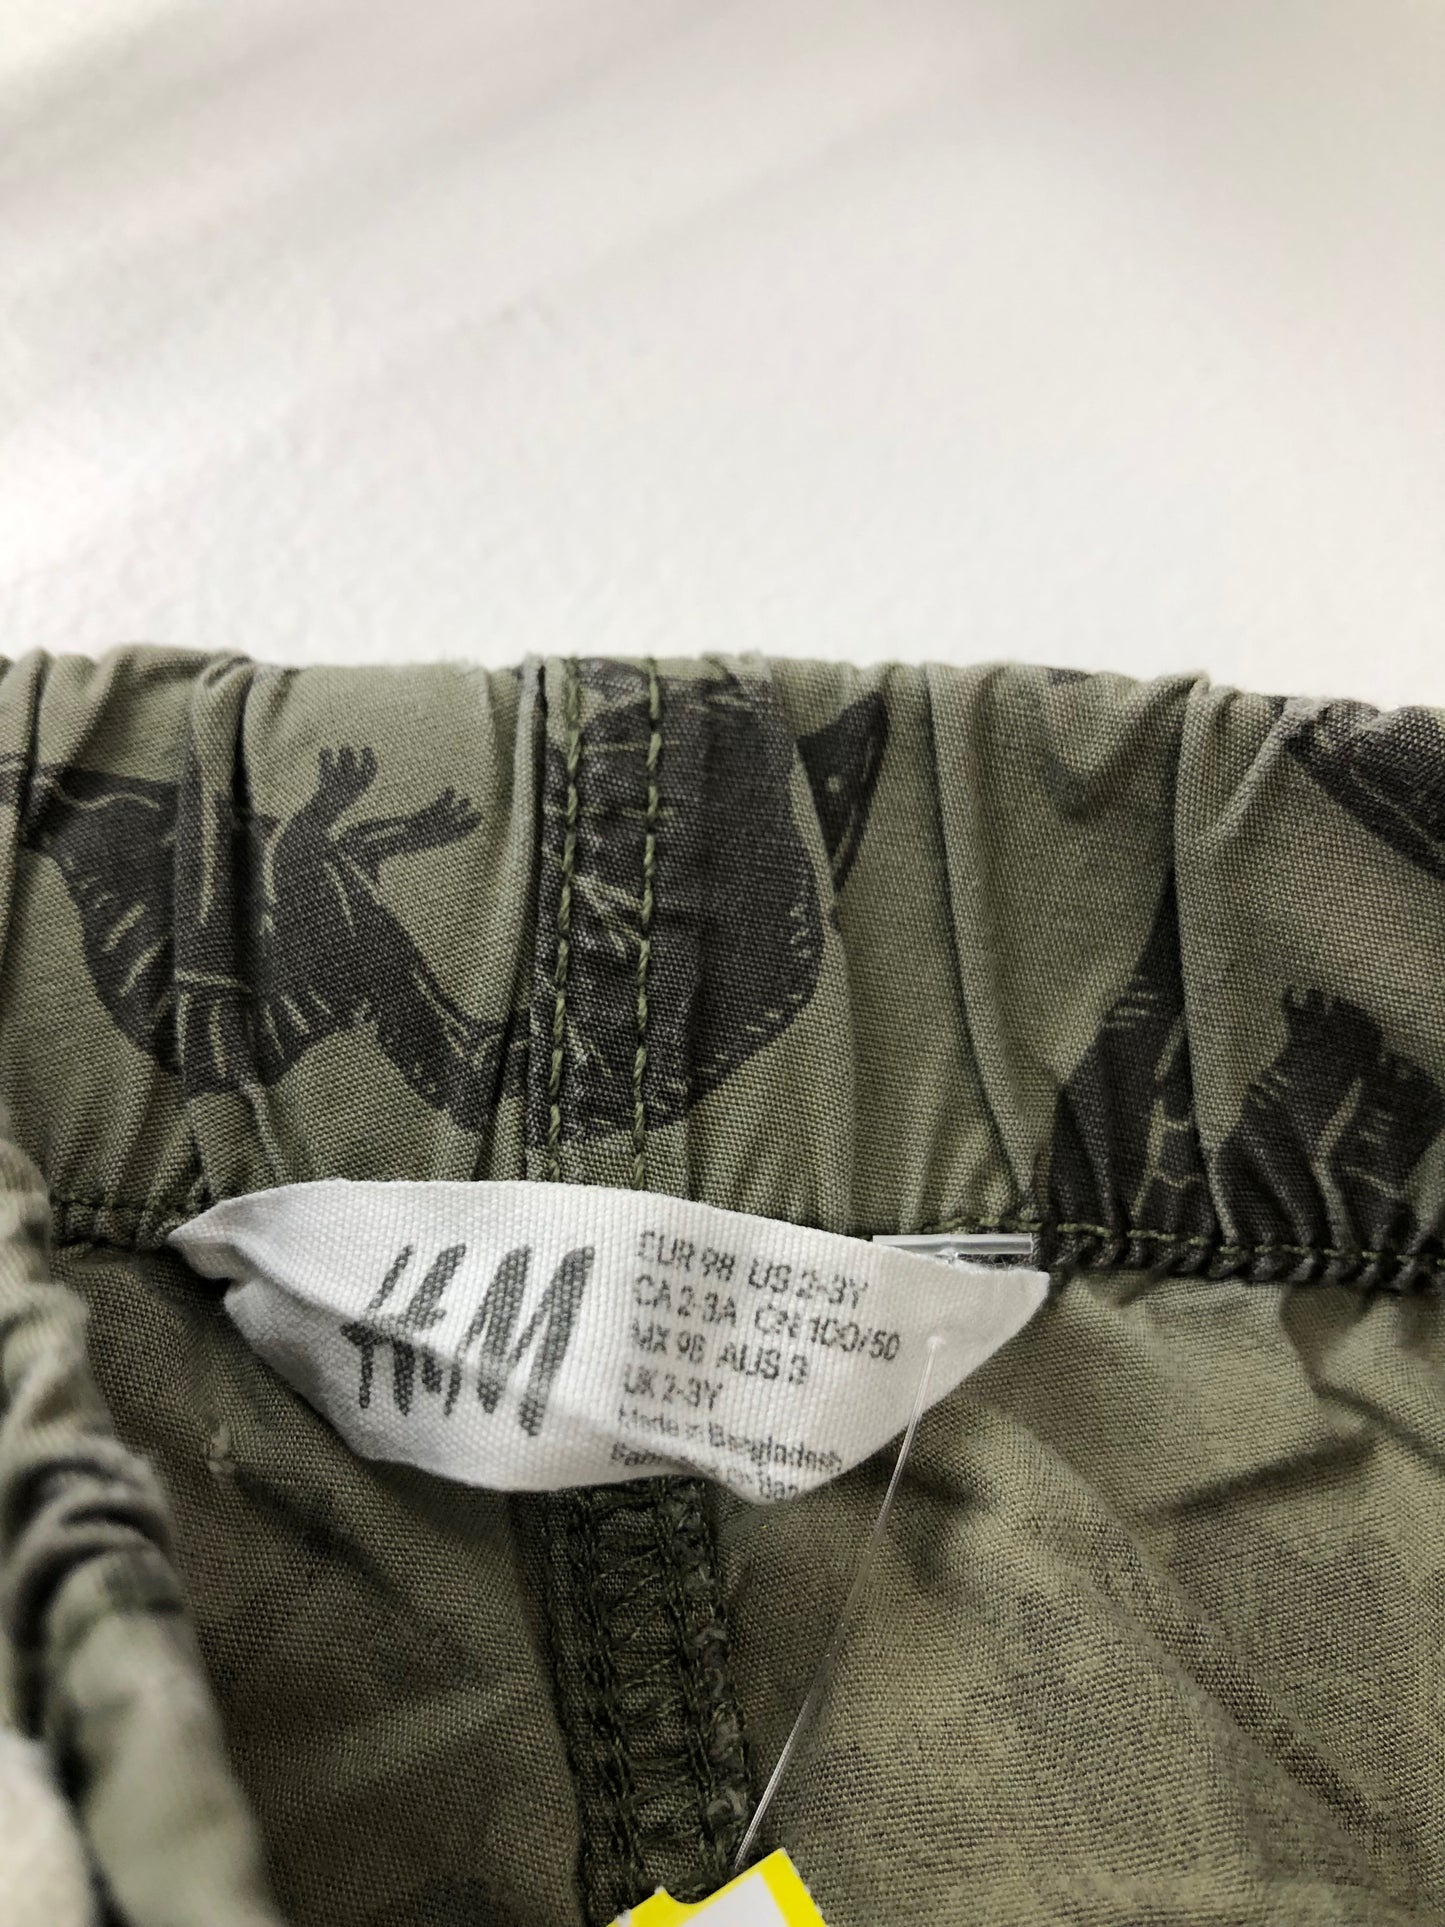 H&M
EUR 98 US 2-3Y
CA 2-3A CN 100/50
MX 98 AUS 3
UK 2-3Y
Made in Bangladesh